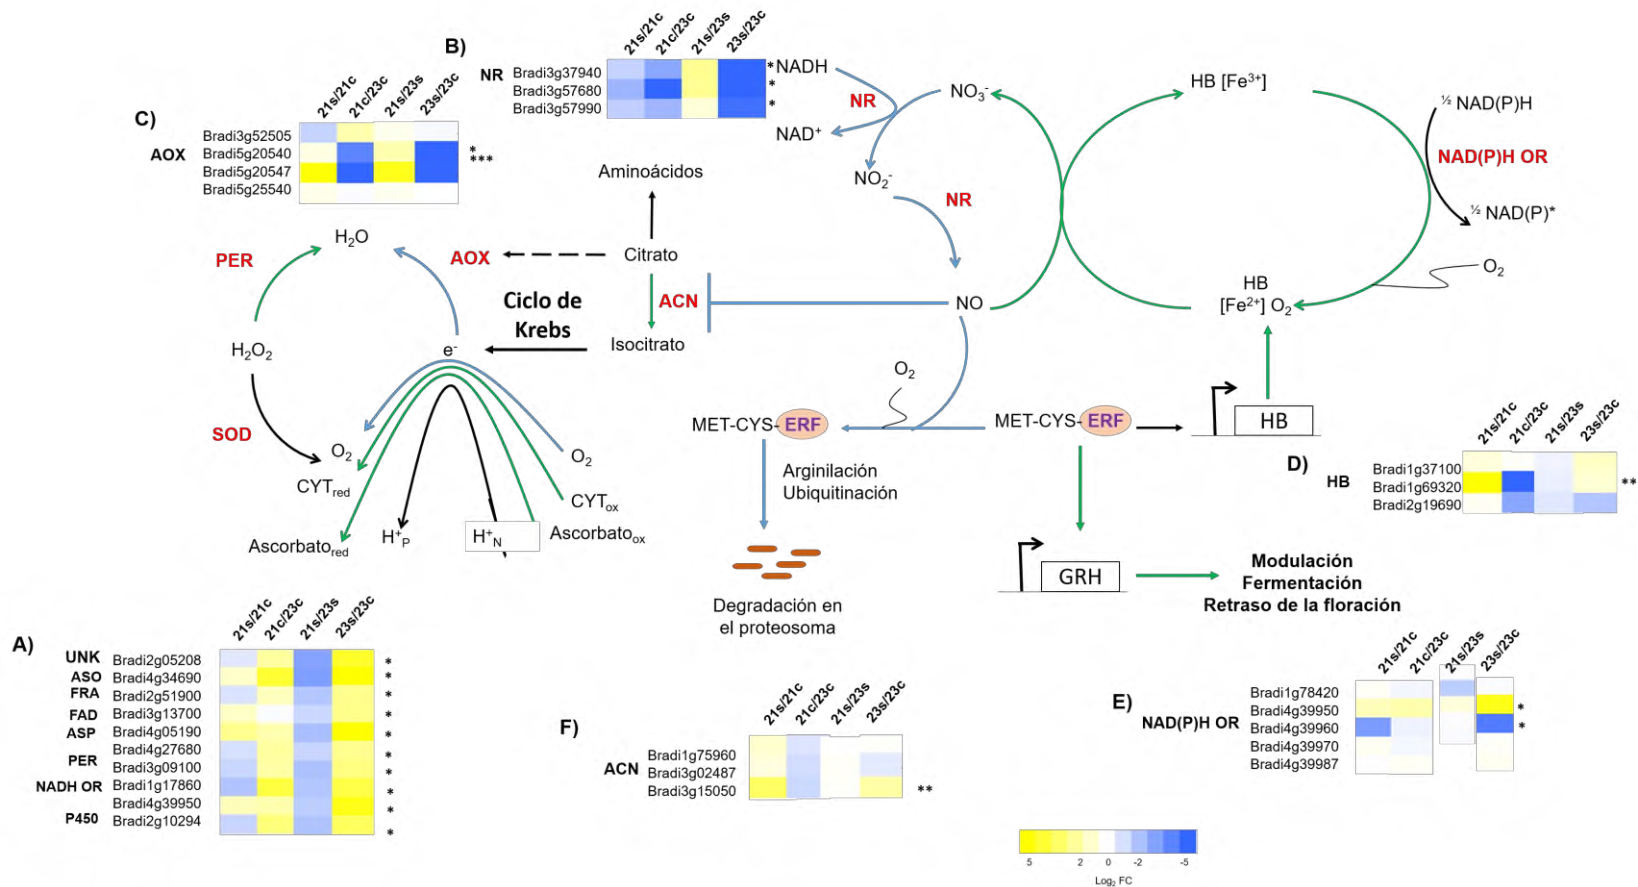 B)
21s/21c
21c/23c
21s/23s
23s/23c
NR
Bradi3g37940
Bradi3g57680
Bradi3g57990
*
*
*
NADH
NR
NAD+
NO3-
NO2-
NR
NO
HB [Fe3+]
½ NAD(P)H
NAD(P)H OR
½ NAD(P)*
O2
HB
[Fe2+] O2
C)
21s/21c
21c/23c
21s/23s
23s/23c
AOX
Bradi3g52505
Bradi5g20540
Bradi5g20547
Bradi5g25540
*
***
Aminoácidos
Citrato
AOX
ACN
Ciclo de
Krebs
Isocitrato
H2O
PER
H2O2
SOD
e-
O2
CYTred
Ascorbatored
H+P
H+N
O2
CYTox
Ascorbatoox
O2
MET-CYS-ERF
MET-CYS-ERF
HB
Arginilación
Ubiquitinación
Degradación en
el proteosoma
GRH
Modulación
Fermentación
Retraso de la floración
D)
21s/21c
21c/23c
21s/23s
23s/23c
HB
Bradi1g37100
Bradi1g69320
Bradi2g19690
**
A)
21s/21c
21c/23c
21s/23s
23s/23c
UNK Bradi2g05208 *
ASO Bradi4g34690 *
FRA Bradi2g51900 *
FAD Bradi3g13700 *
ASP Bradi4g05190 *
PER
Bradi4g27680 *
Bradi3g09100 *
NADH OR Bradi1g17860 *
Bradi4g39950 *
P450 Bradi2g10294 *
F)
21s/21c
21c/23c
21s/23s
23s/23c
ACN
Bradi1g75960
Bradi3g02487
Bradi3g15050
**
E)
21s/21c
21c/23c
21s/23s
23s/23c
NAD(P)H OR
Bradi1g78420
Bradi4g39950
Bradi4g39960
Bradi4g39970
Bradi4g39987
*
*
5 2 0 -2 -5
Log2 FC